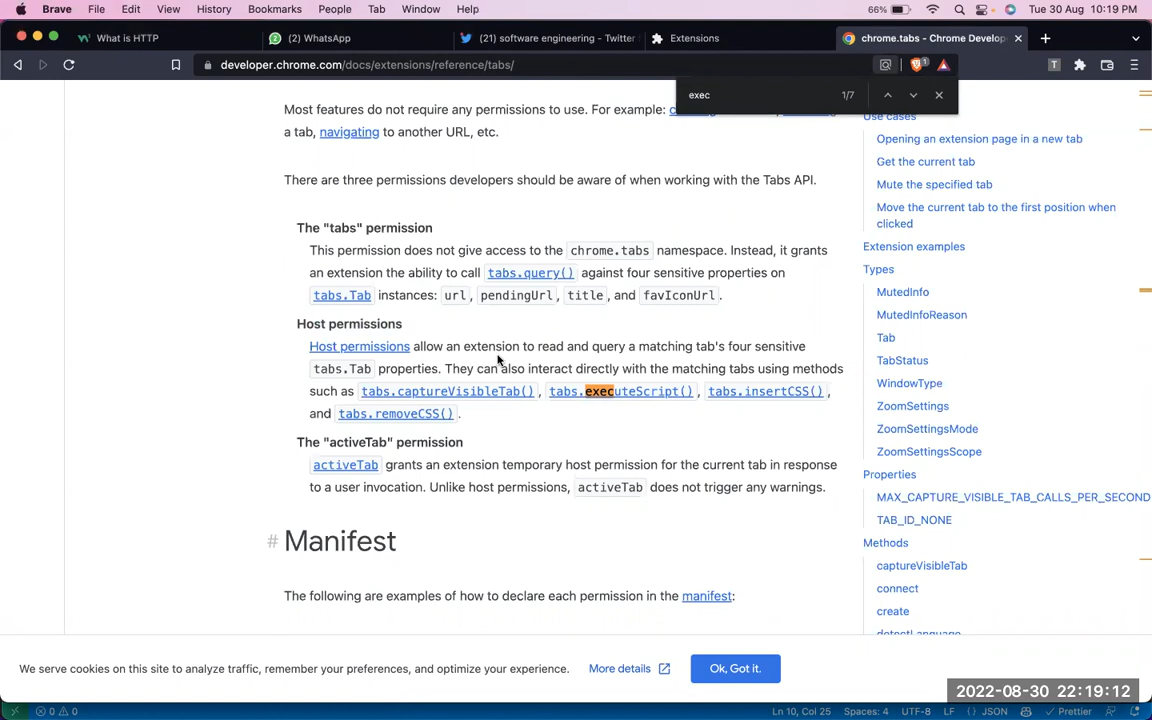 Brave File Edit View History Bookmarks People Tab Window Help 66% Tue 30 Aug 10:19 PM
What is HTTP (2) WhatsApp (21) software engineering - Twitter Extensions chrome.tabs - Chrome Develop
developer.chrome.com/docs/extensions/reference/tabs/ 1 T
exec 1/7
Most features do not require any permissions to use. For example:
a tab, navigating to another URL, etc.
There are three permissions developers should be aware of when working with the Tabs API.
The "tabs" permission
This permission does not give access to the chrome.tabs namespace. Instead, it grants
an extension the ability to call tabs.query() against four sensitive properties on
tabs.Tab instances: url, pendingUrl, title, and favIconUrl.
Host permissions
Host permissions allow an extension to read and query a matching tab's four sensitive
tabs.Tab properties. They can also interact directly with the matching tabs using methods
such as tabs.captureVisibleTab(), tabs.executeScript(), tabs.insertCSS(),
and tabs.removeCSS().
The "activeTab" permission
activeTab grants an extension temporary host permission for the current tab in response
to a user invocation. Unlike host permissions, activeTab does not trigger any warnings.
# Manifest
The following are examples of how to declare each permission in the manifest:
Use cases
Opening an extension page in a new tab
Get the current tab
Mute the specified tab
Move the current tab to the first position when
clicked
Extension examples
Types
MutedInfo
MutedInfoReason
Tab
TabStatus
WindowType
ZoomSettings
ZoomSettingsMode
ZoomSettingsScope
Properties
MAX_CAPTURE_VISIBLE_TAB_CALLS_PER_SECOND
TAB_ID_NONE
Methods
captureVisibleTab
connect
create
detectLanguage
We serve cookies on this site to analyze traffic, remember your preferences, and optimize your experience. More details Ok, Got it.
2022-08-30 22:19:12
0 0 Ln 10, Col 25 Spaces: 4 UTF-8 LF {} JSON Prettier